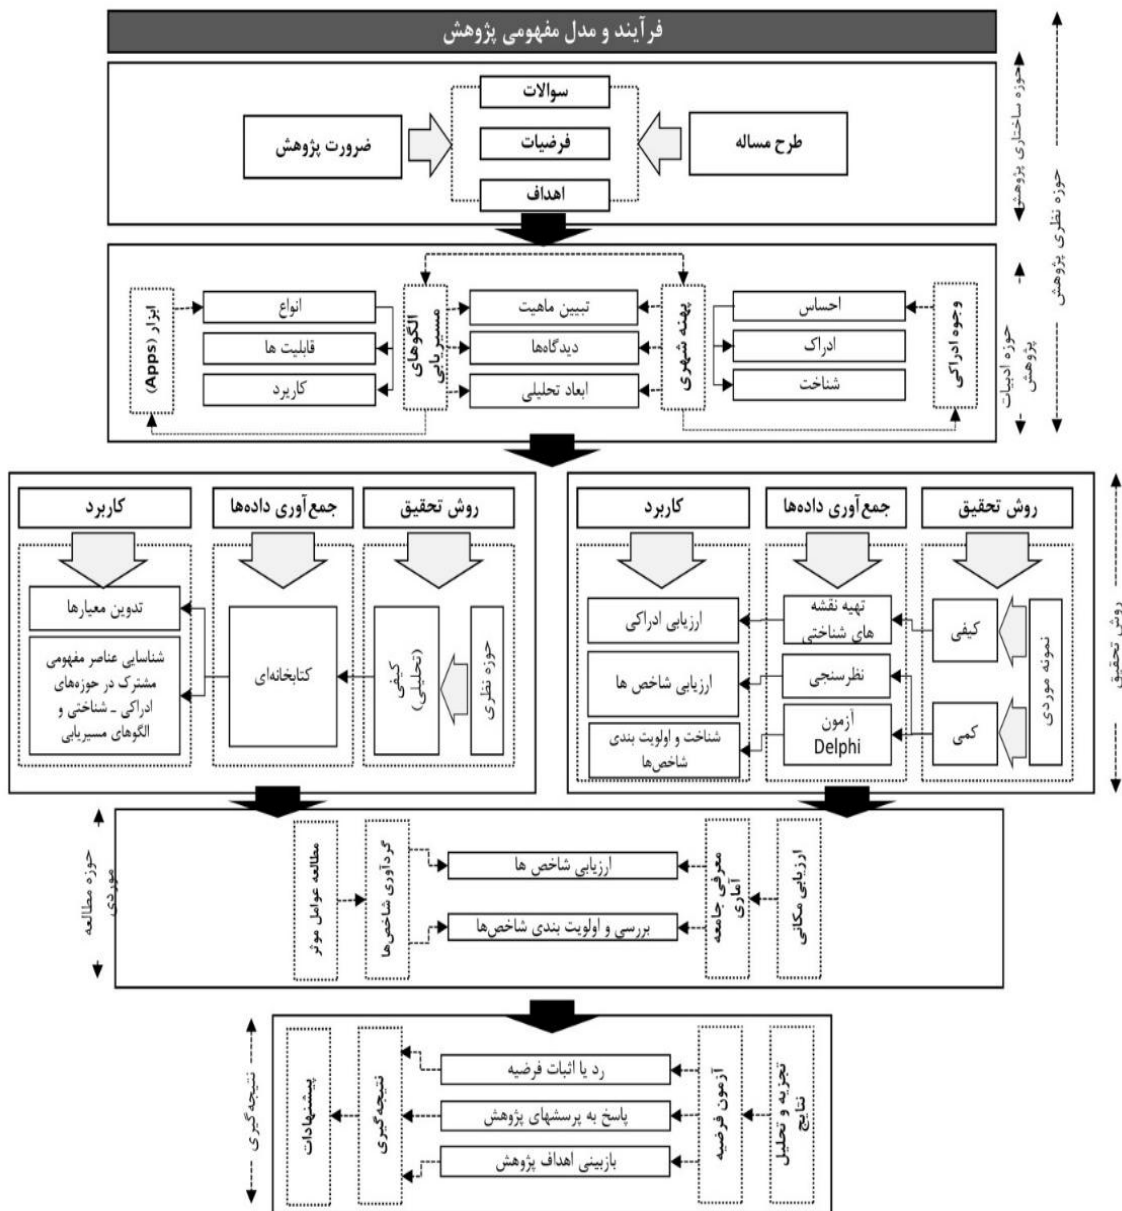 فرآیند و مدل مفهومی پژوهش
حوزه نظری پژوهش
حوزه ساختاری پژوهش
طرح مساله
سوالات
فرضیات
اهداف
ضرورت پژوهش
حوزه ادبیات
پژوهش
وجوه ادراکی
احساس
ادراک
شناخت
پهنه شهری
تبیین ماهیت
دیدگاه‌ها
ابعاد تحلیلی
الگوهای
مسیریابی
انواع
قابلیت ها
کاربرد
ابزار (Apps)
روش تحقیق
روش تحقیق
جمع‌آوری داده‌ها
کاربرد
نمونه موردی
کیفی
کمی
تهیه نقشه
های شناختی
نظرسنجی
آزمون
Delphi
ارزیابی ادراکی
ارزیابی شاخص ها
شناخت و اولویت بندی
شاخص‌ها
روش تحقیق
جمع‌آوری داده‌ها
کاربرد
حوزه نظری
کیفی
(تحلیلی)
کتابخانه‌ای
تدوین معیارها
شناسایی عناصر مفهومی
مشترک در حوزه‌های
ادراکی ـ شناختی و
الگوهای مسیریابی
حوزه مطالعه
موردی
ارزیابی مکانی
معرفی جامعه
آماری
ارزیابی شاخص ها
بررسی و اولویت بندی شاخص‌ها
گردآوری شاخص‌ها
مطالعه عوامل موثر
نتیجه‌گیری
تجزیه و تحلیل
نتایج
آزمون فرضیه
رد یا اثبات فرضیه
پاسخ به پرسشهای پژوهش
بازبینی اهداف پژوهش
نتیجه‌گیری
پیشنهادات